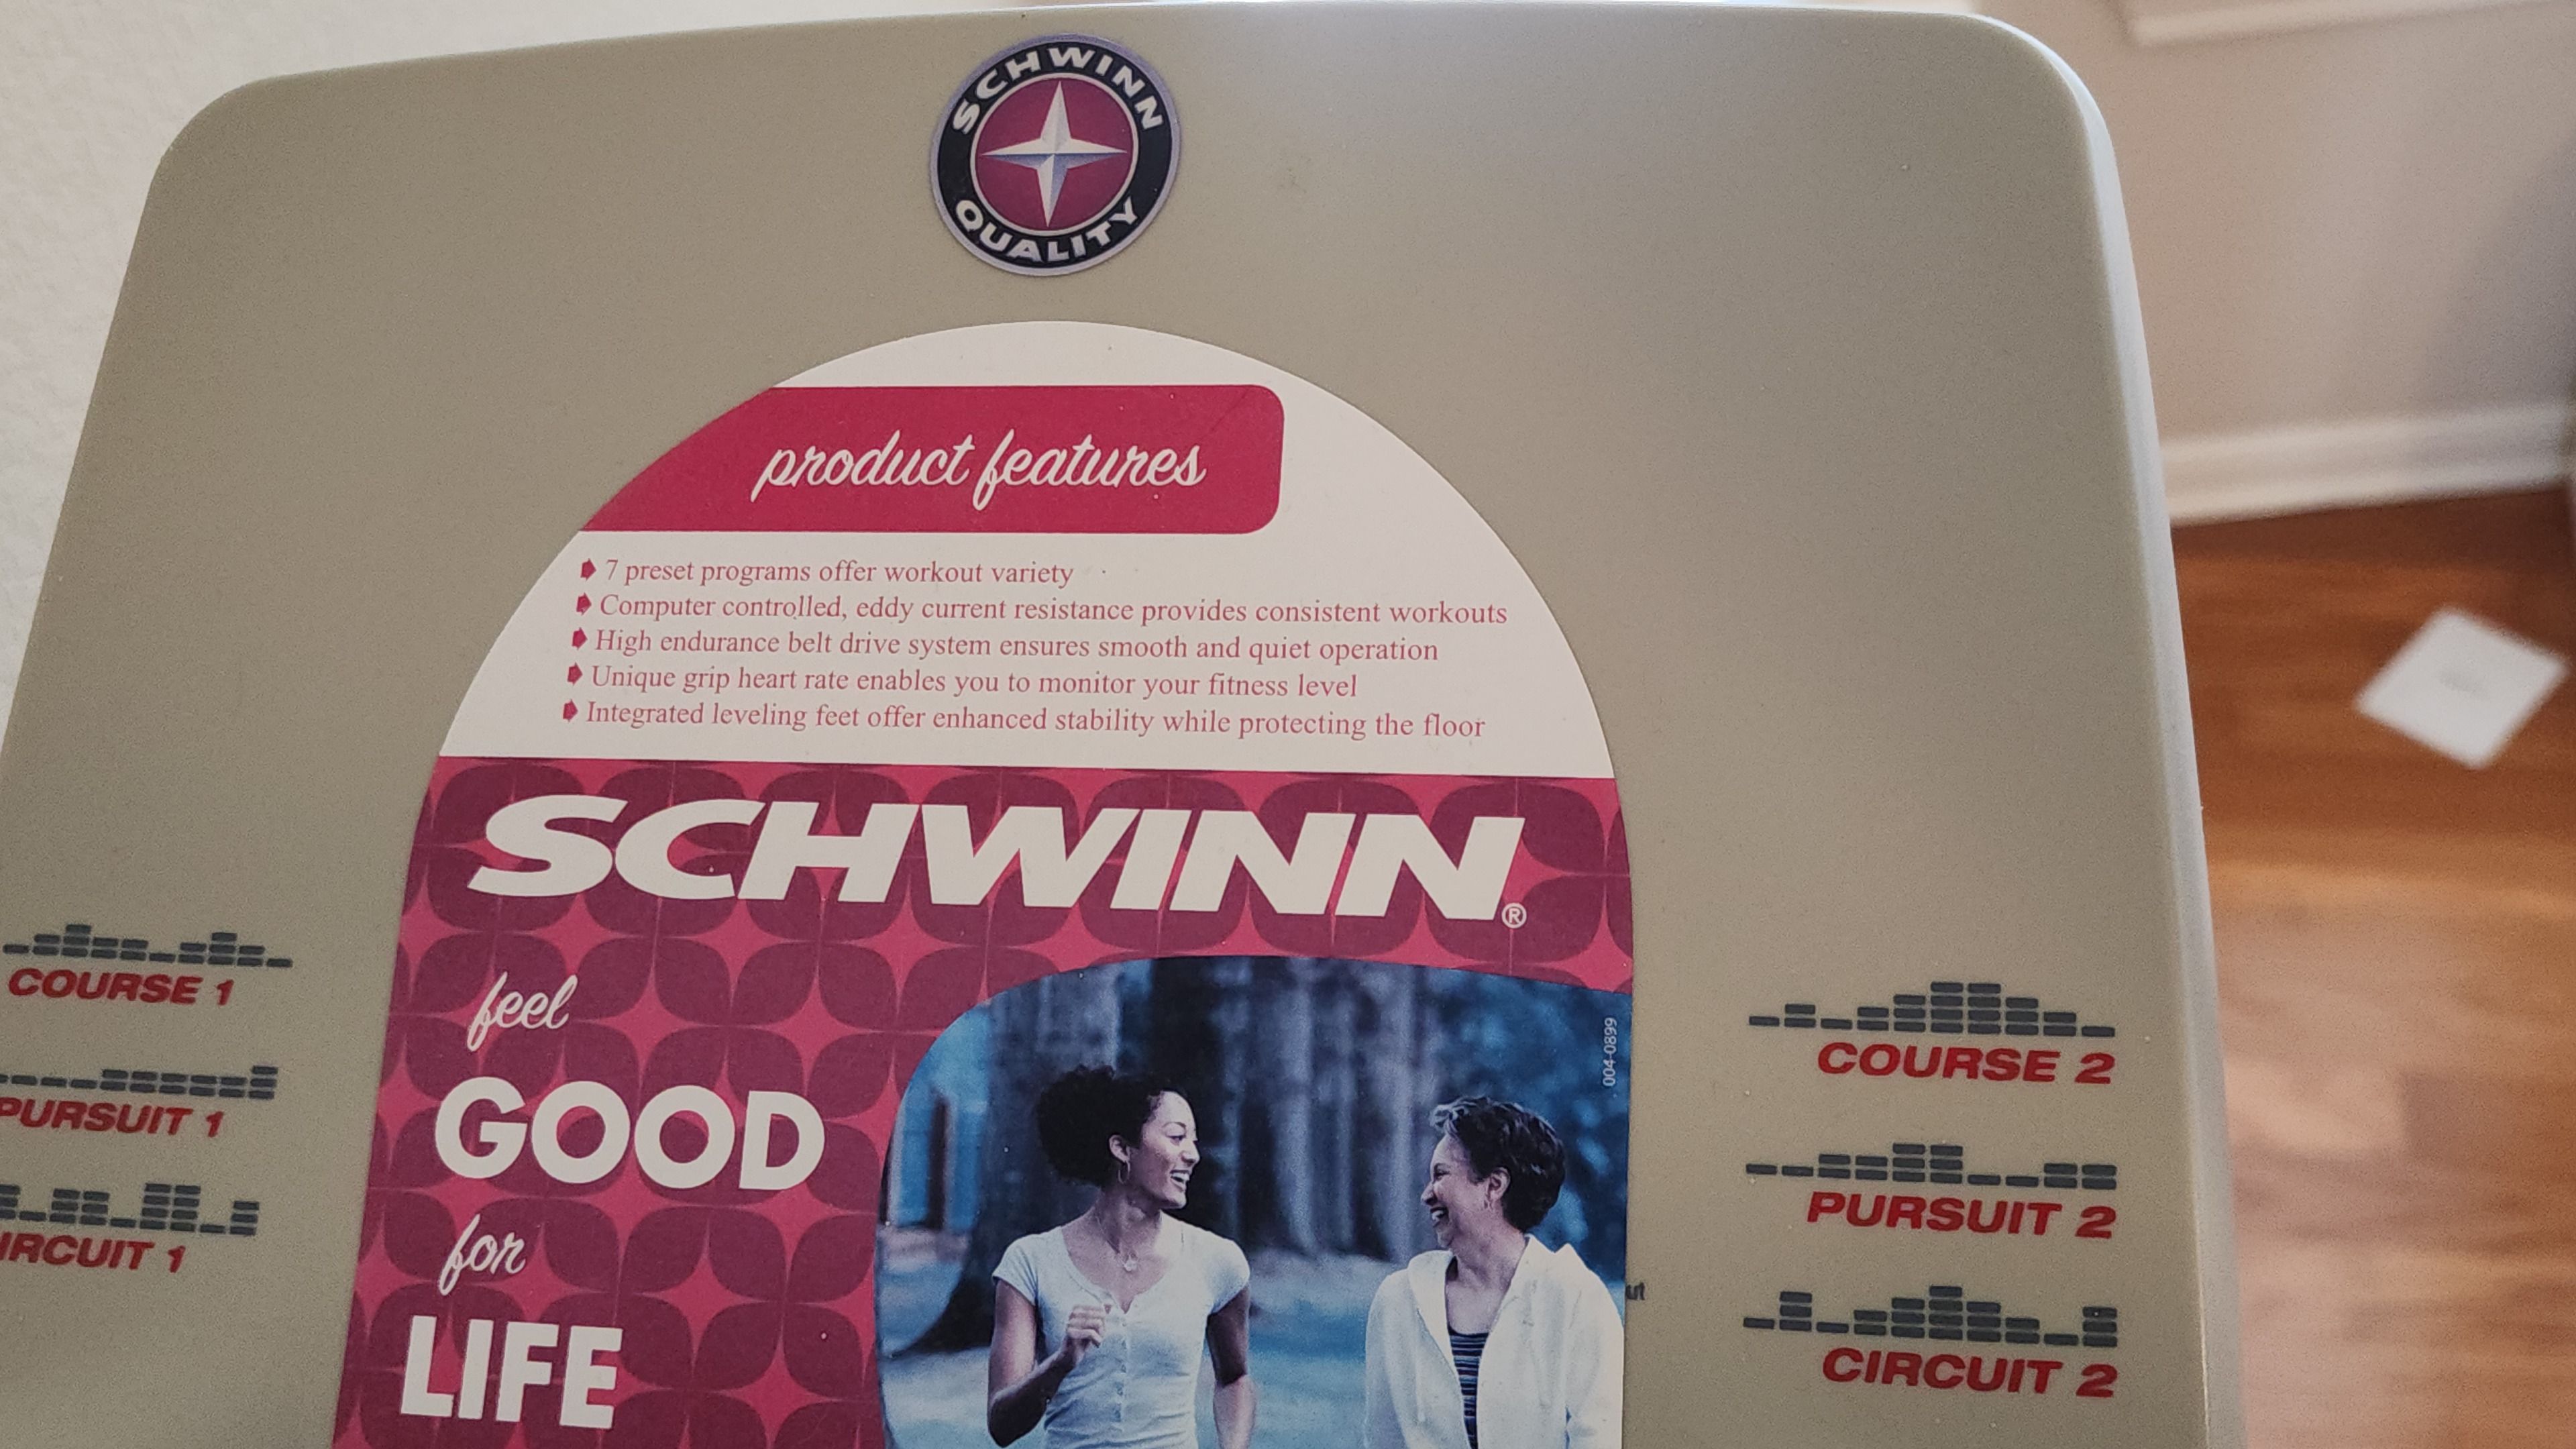 SCHWINN
QUALITY
product features
7 preset programs offer workout variety
Computer controlled, eddy current resistance provides consistent workouts
High endurance belt drive system ensures smooth and quiet operation
Unique grip heart rate enables you to monitor your fitness level
Integrated leveling feet offer enhanced stability while protecting the floor
SCHWINN®
feel
GOOD
for
LIFE
004-0899
COURSE 1
PURSUIT 1
IRCUIT 1
COURSE 2
PURSUIT 2
CIRCUIT 2